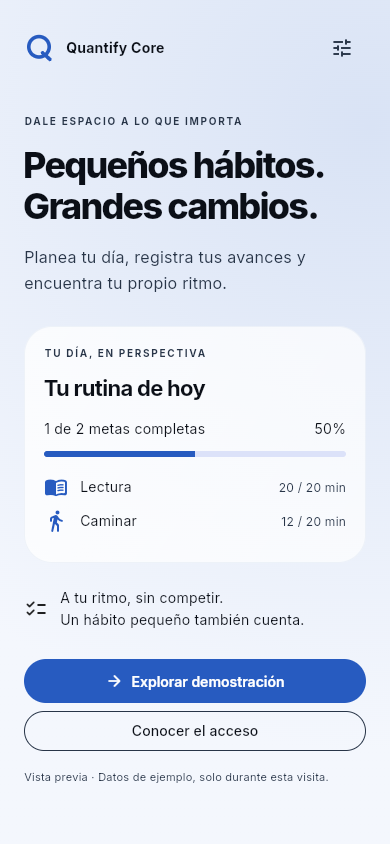 Quantify Core
DALE ESPACIO A LO QUE IMPORTA
Pequeños hábitos.
Grandes cambios.
Planea tu día, registra tus avances y
encuentra tu propio ritmo.
TU DÍA, EN PERSPECTIVA
Tu rutina de hoy
1 de 2 metas completas 50%
Lectura 20 / 20 min
Caminar 12 / 20 min
A tu ritmo, sin competir.
Un hábito pequeño también cuenta.
Explorar demostración
Conocer el acceso
Vista previa · Datos de ejemplo, solo durante esta visita.